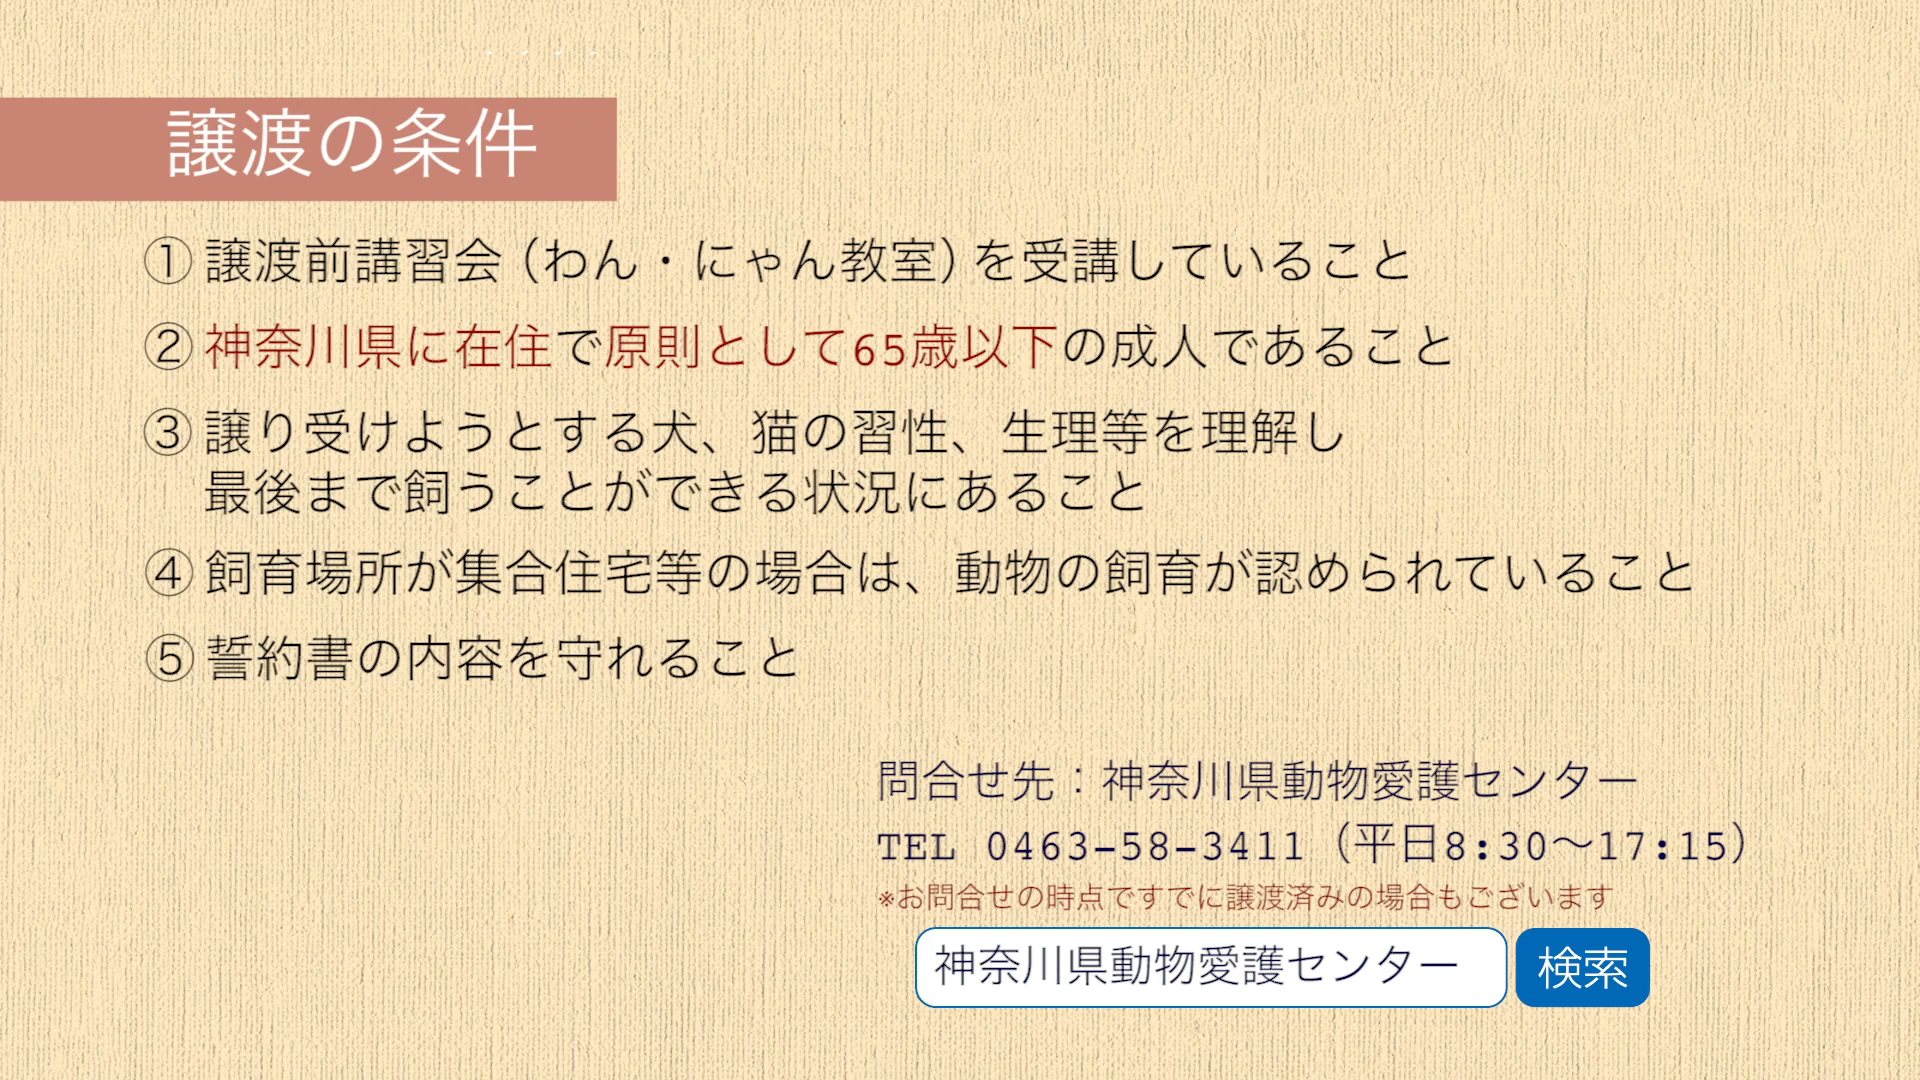 譲渡の条件
①譲渡前講習会（わん・にゃん教室）を受講していること
②神奈川県に在住で原則として65歳以下の成人であること
③譲り受けようとする犬、猫の習性、生理等を理解し
最後まで飼うことができる状況にあること
④飼育場所が集合住宅等の場合は、動物の飼育が認められていること
⑤誓約書の内容を守れること
問合せ先：神奈川県動物愛護センター
TEL 0463-58-3411（平日8:30～17:15）
※お問合せの時点ですでに譲渡済みの場合もございます
神奈川県動物愛護センター 検索